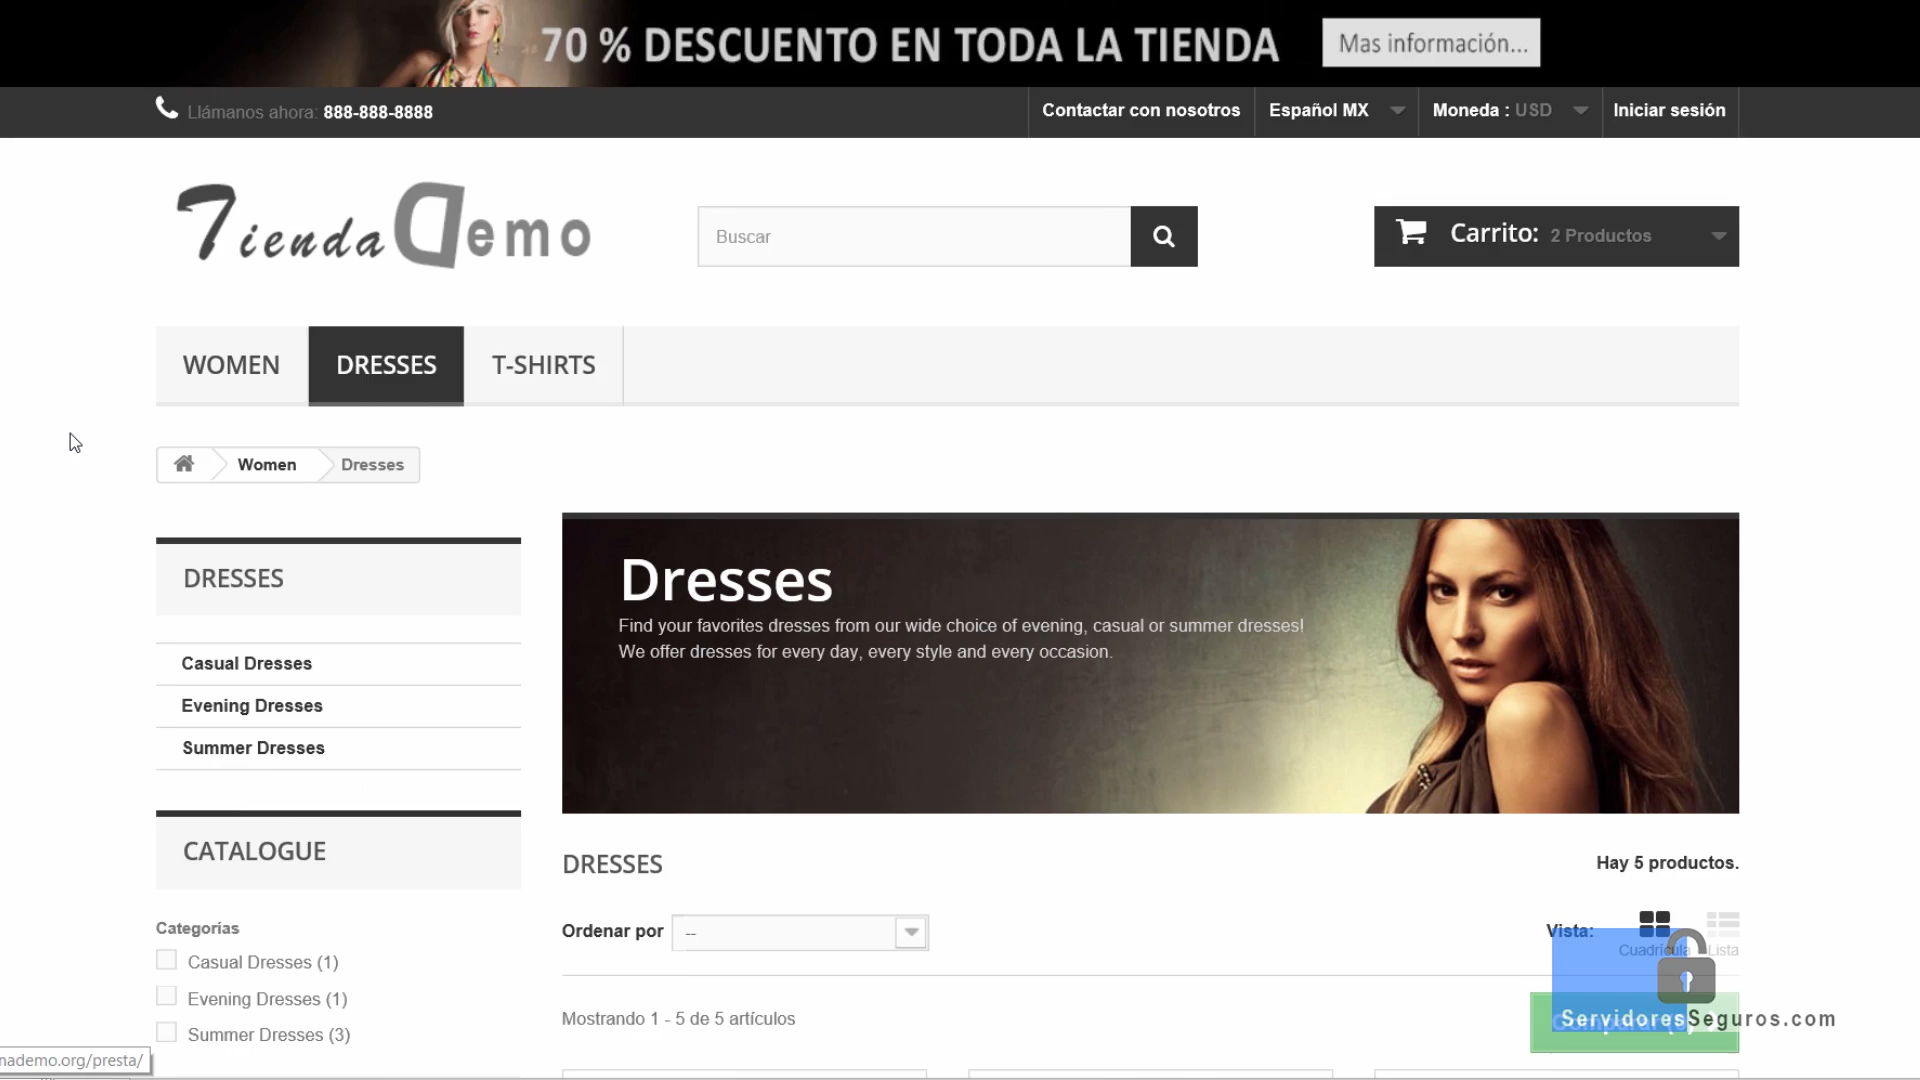 70 % DESCUENTO EN TODA LA TIENDA
Mas información...
Llámanos ahora: 888-888-8888
Contactar con nosotros
Español MX
Moneda : USD
Iniciar sesión
TiendaDemo
Buscar
Carrito: 2 Productos
WOMEN
DRESSES
T-SHIRTS
Women
Dresses
DRESSES
Casual Dresses
Evening Dresses
Summer Dresses
CATALOGUE
Categorías
Casual Dresses (1)
Evening Dresses (1)
Summer Dresses (3)
Dresses
Find your favorites dresses from our wide choice of evening, casual or summer dresses!
We offer dresses for every day, every style and every occasion.
DRESSES
Hay 5 productos.
Ordenar por
--
Vista:
Cuadrícula
Lista
Mostrando 1 - 5 de 5 artículos
ServidoresSeguros.com
nademo.org/presta/